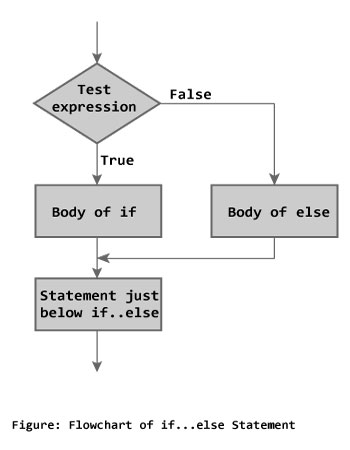 Test
expression
False
True
Body of if
Body of else
Statement just
below if..else
Figure: Flowchart of if...else Statement